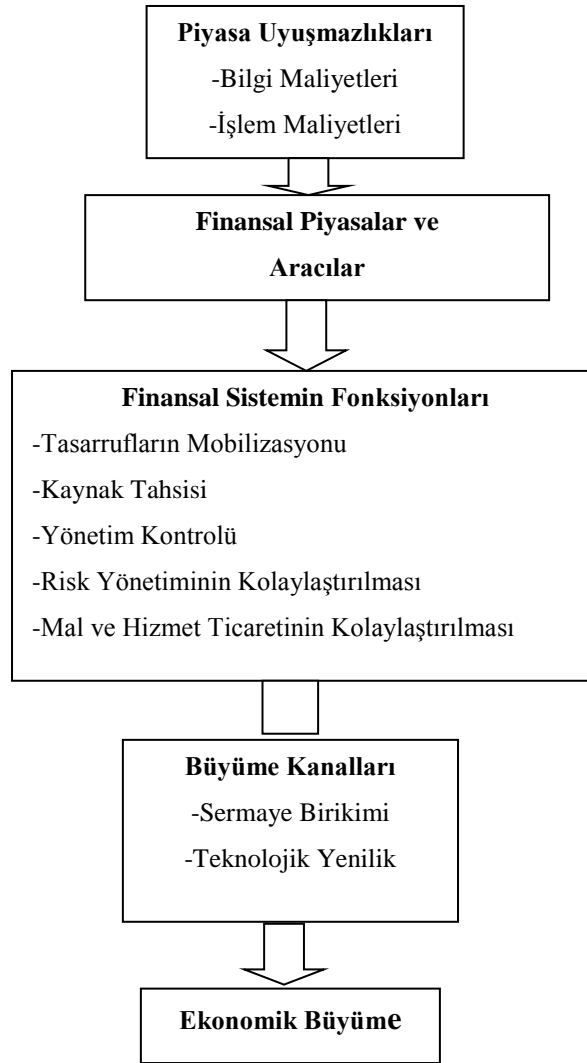 Piyasa Uyuşmazlıkları
-Bilgi Maliyetleri
-İşlem Maliyetleri
Finansal Piyasalar ve
Aracılar
Finansal Sistemin Fonksiyonları
-Tasarrufların Mobilizasyonu
-Kaynak Tahsisi
-Yönetim Kontrolü
-Risk Yönetiminin Kolaylaştırılması
-Mal ve Hizmet Ticaretinin Kolaylaştırılması
Büyüme Kanalları
-Sermaye Birikimi
-Teknolojik Yenilik
Ekonomik Büyüme